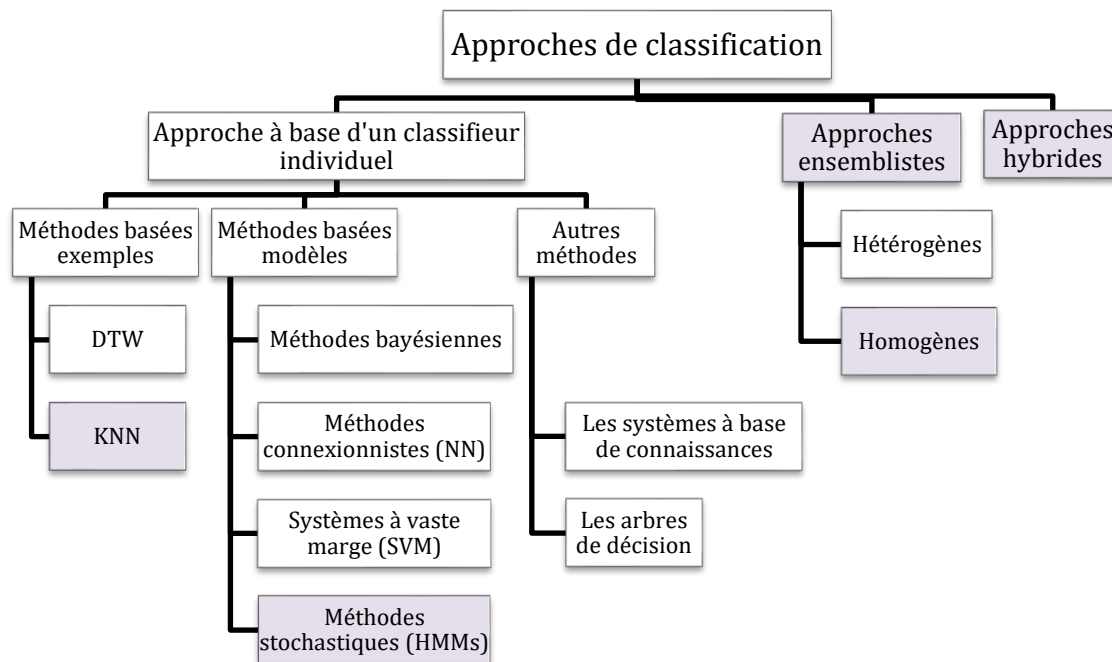 Approches de classification
Approche à base d'un classifieur
individuel
Approches
ensemblistes
Approches
hybrides
Méthodes basées
exemples
Méthodes basées
modèles
Autres
méthodes
Hétérogènes
DTW
Méthodes bayésiennes
Homogènes
KNN
Méthodes
connexionnistes (NN)
Les systèmes à base
de connaissances
Systèmes à vaste
marge (SVM)
Les arbres
de décision
Méthodes
stochastiques (HMMs)